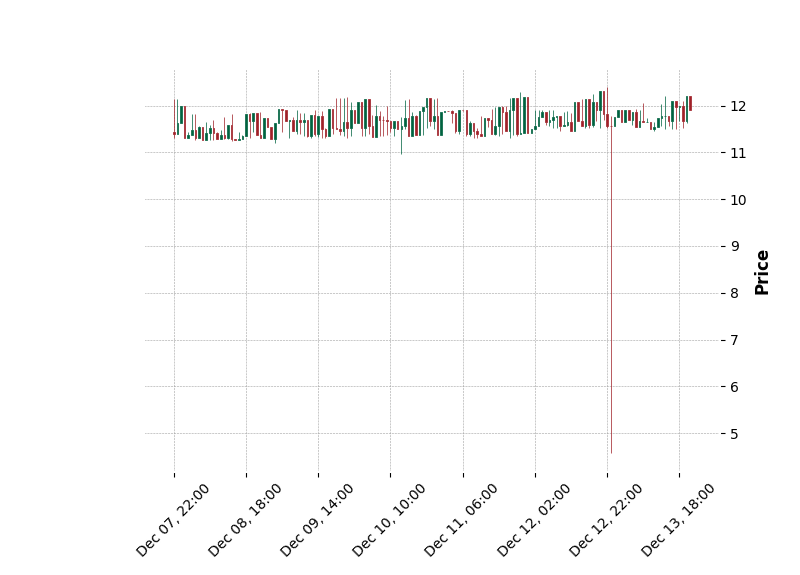 12
11
10
9
8
7
6
5
Price
Dec 07, 22:00
Dec 08, 18:00
Dec 09, 14:00
Dec 10, 10:00
Dec 11, 06:00
Dec 12, 02:00
Dec 12, 22:00
Dec 13, 18:00